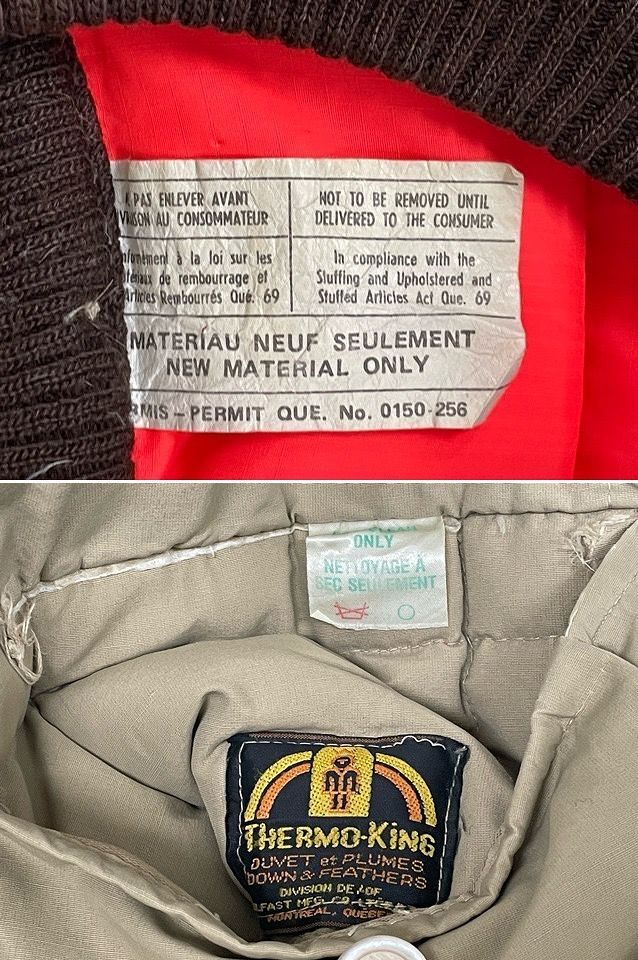 PAS ENLEVER AVANT
AU CONSOMMATEUR
NOT TO BE REMOVED UNTIL
DELIVERED TO THE CONSUMER
à la loi sur les
de rembourrage et
Rembourrés Qué. 69
In compliance with the
Stuffing and Upholstered and
Stuffed Articles Act Que. 69
MATERIAU NEUF SEULEMENT
NEW MATERIAL ONLY
PERMIT QUE. No. 0150-256
ONLY
NETTOYAGE À
SEC SEULEMENT
THERMO-KING
DUVET et PLUMES
DOWN & FEATHERS
DIVISION DE
MONTREAL, QUEBEC